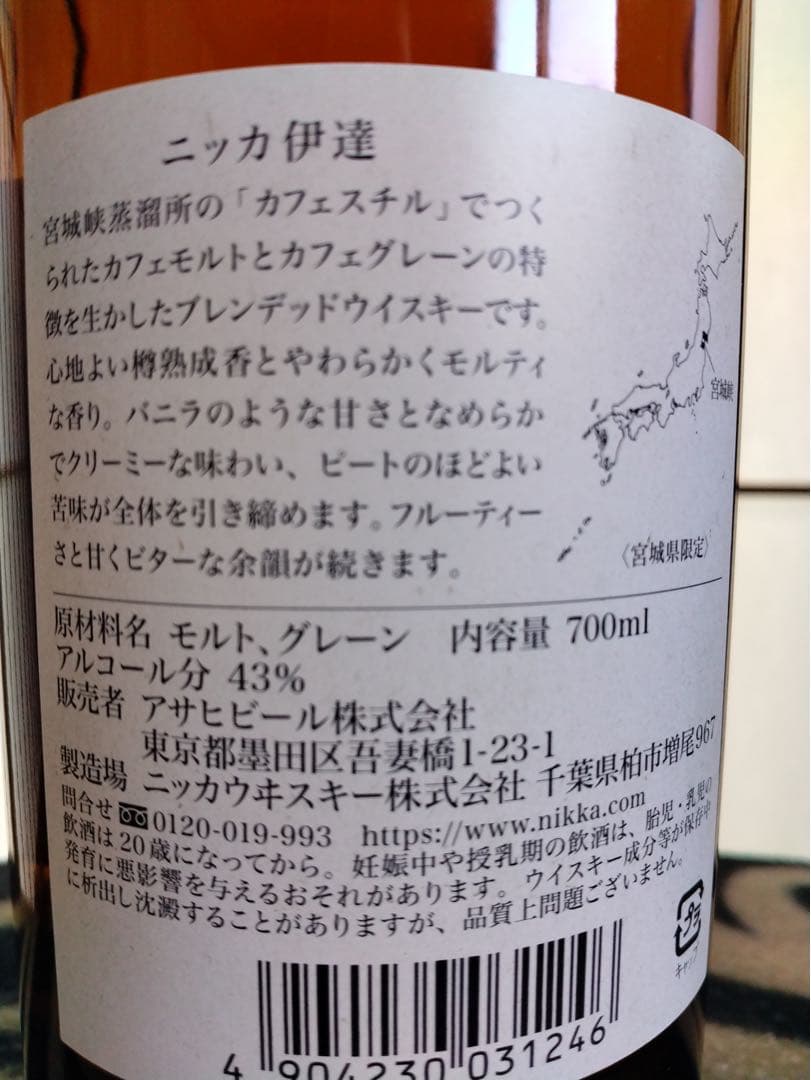 ニッカ伊達
宮城峡蒸溜所の「カフェスチル」でつく
られたカフェモルトとカフェグレーンの特
徴を生かしたブレンデッドウイスキーです。
心地よい樽熟成香とやわらかくモルティ
な香り。バニラのような甘さとなめらか
でクリーミーな味わい、ピートのほどよい
苦味が全体を引き締めます。フルーティー
さと甘くビターな余韻が続きます。
宮城峡
〈宮城県限定〉
原材料名 モルト、グレーン 内容量 700ml
アルコール分 43%
販売者 アサヒビール株式会社
東京都墨田区吾妻橋1-23-1
製造場 ニッカウヰスキー株式会社 千葉県柏市増尾967
問合せ 0120-019-993 https://www.nikka.com
飲酒は20歳になってから。妊娠中や授乳期の飲酒は、胎児・乳児の
発育に悪影響を与えるおそれがあります。ウイスキー成分等が保存中
に析出し沈澱することがありますが、品質上問題ございません。
プラ
キャップ
4 904230 031246